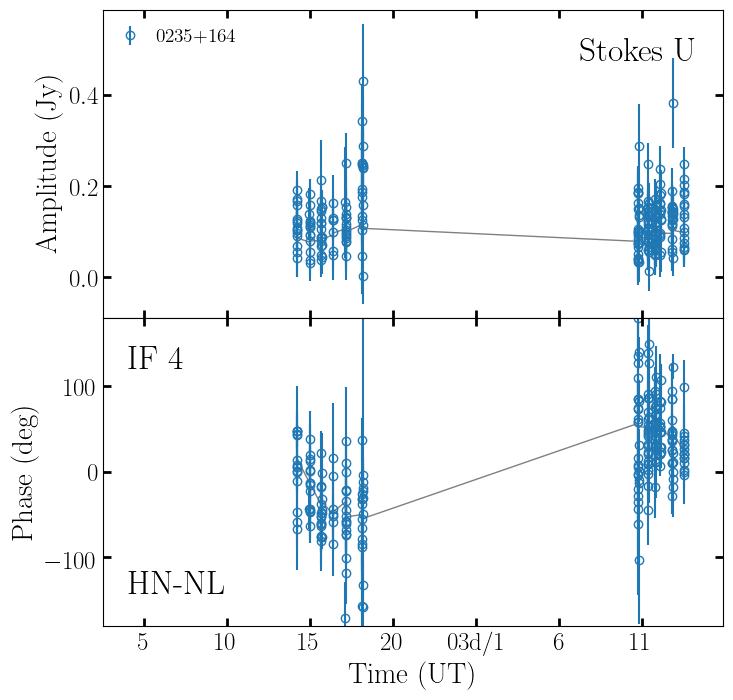 0235+164
Stokes U
Amplitude (Jy)
0.4
0.2
0.0
IF 4
Phase (deg)
100
0
−100
HN-NL
5 10 15 20 03d/1 6 11
Time (UT)